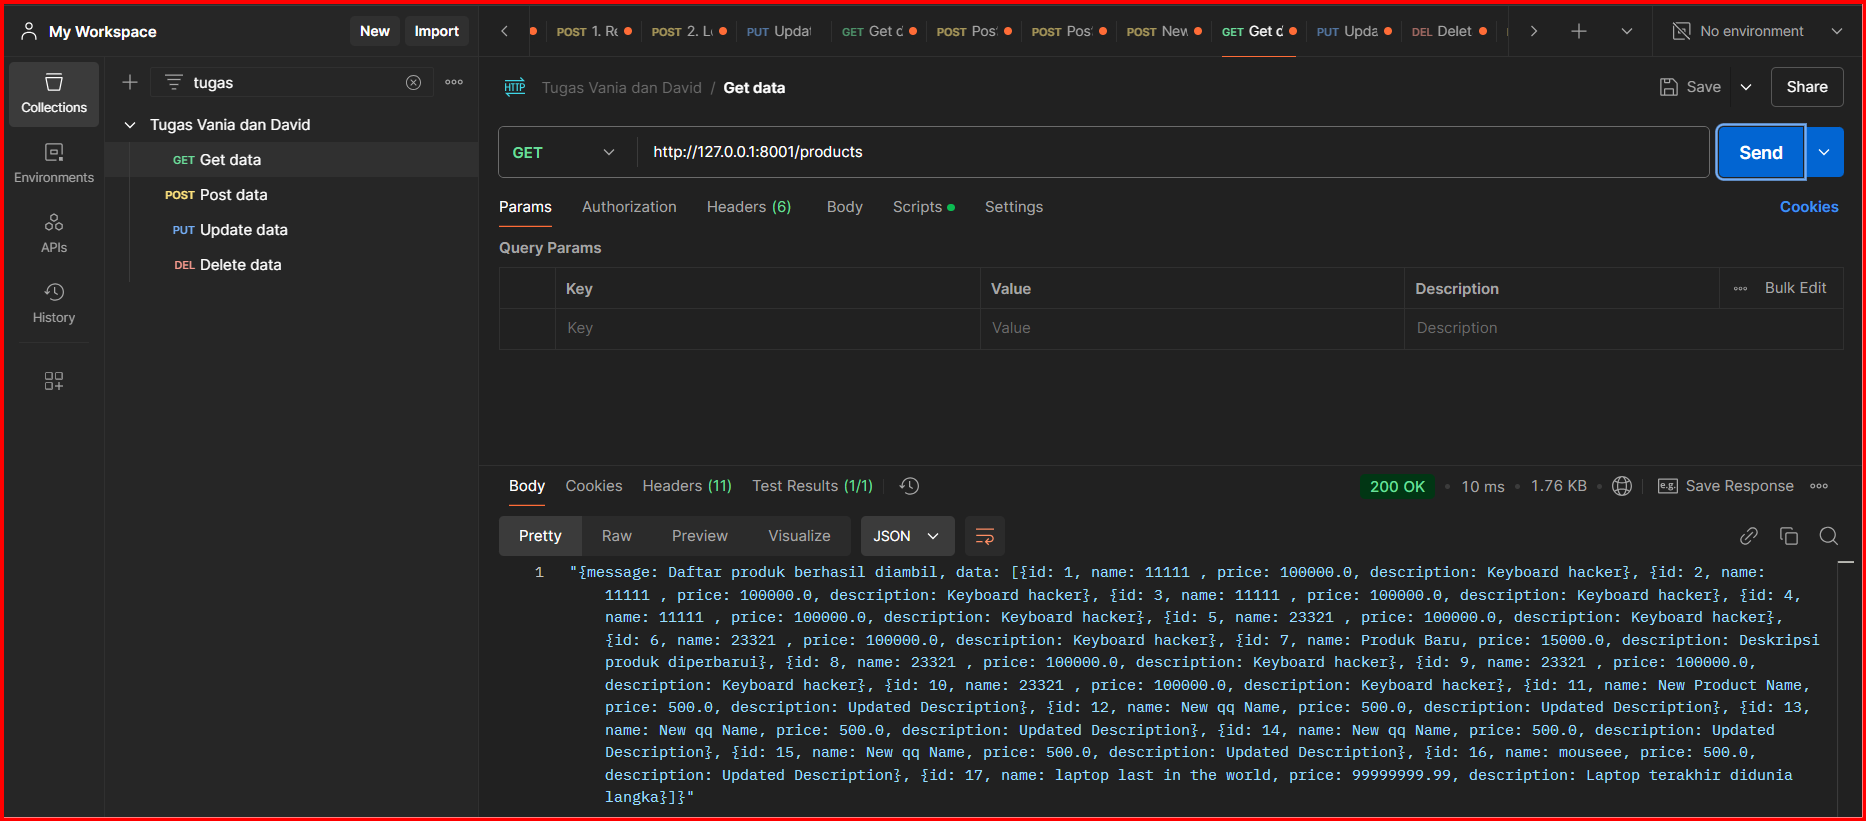 My Workspace
New
Import
POST 1. Re
POST 2. Lo
PUT Updat
GET Get d
POST Pos
POST Pos
POST New
GET Get d
PUT Upda
DEL Delet
No environment
Collections
Environments
APIs
History
tugas
Tugas Vania dan David
GET Get data
POST Post data
PUT Update data
DEL Delete data
HTTP Tugas Vania dan David / Get data
Save
Share
GET
http://127.0.0.1:8001/products
Send
Params Authorization Headers (6) Body Scripts Settings Cookies
Query Params
Key Value Description Bulk Edit
Key Value Description
Body Cookies Headers (11) Test Results (1/1) 200 OK 10 ms 1.76 KB e.g. Save Response
Pretty Raw Preview Visualize JSON
1 "{message: Daftar produk berhasil diambil, data: [{id: 1, name: 11111 , price: 100000.0, description: Keyboard hacker}, {id: 2, name:
11111 , price: 100000.0, description: Keyboard hacker}, {id: 3, name: 11111 , price: 100000.0, description: Keyboard hacker}, {id: 4,
name: 11111 , price: 100000.0, description: Keyboard hacker}, {id: 5, name: 23321 , price: 100000.0, description: Keyboard hacker},
{id: 6, name: 23321 , price: 100000.0, description: Keyboard hacker}, {id: 7, name: Produk Baru, price: 15000.0, description: Deskripsi
produk diperbarui}, {id: 8, name: 23321 , price: 100000.0, description: Keyboard hacker}, {id: 9, name: 23321 , price: 100000.0,
description: Keyboard hacker}, {id: 10, name: 23321 , price: 100000.0, description: Keyboard hacker}, {id: 11, name: New Product Name,
price: 500.0, description: Updated Description}, {id: 12, name: New qq Name, price: 500.0, description: Updated Description}, {id: 13,
name: New qq Name, price: 500.0, description: Updated Description}, {id: 14, name: New qq Name, price: 500.0, description: Updated
Description}, {id: 15, name: New qq Name, price: 500.0, description: Updated Description}, {id: 16, name: mouseee, price: 500.0,
description: Updated Description}, {id: 17, name: laptop last in the world, price: 99999999.99, description: Laptop terakhir didunia
langka}]}"